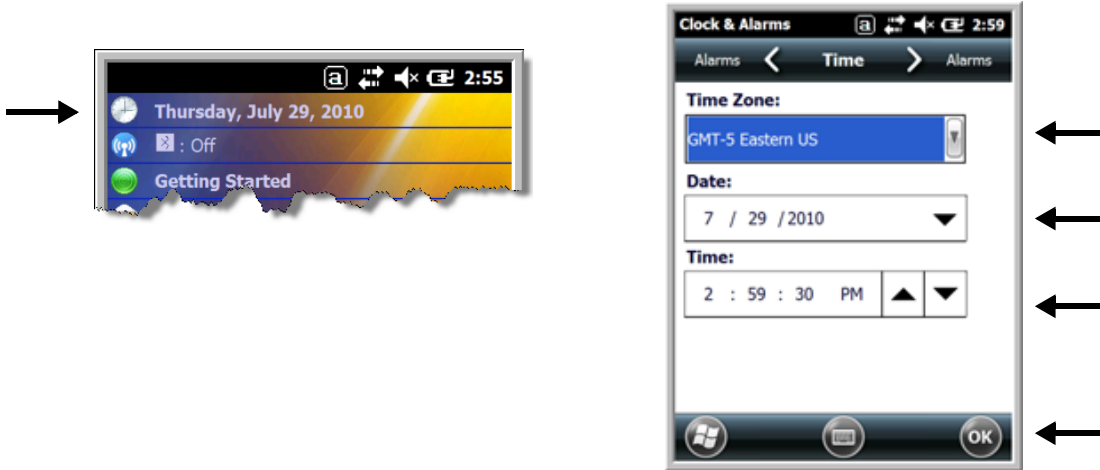 a 2:55
Thursday, July 29, 2010
: Off
Getting Started
Clock & Alarms a 2:59
Alarms Time Alarms
Time Zone:
GMT-5 Eastern US
Date:
7 / 29 / 2010
Time:
2 : 59 : 30 PM
OK